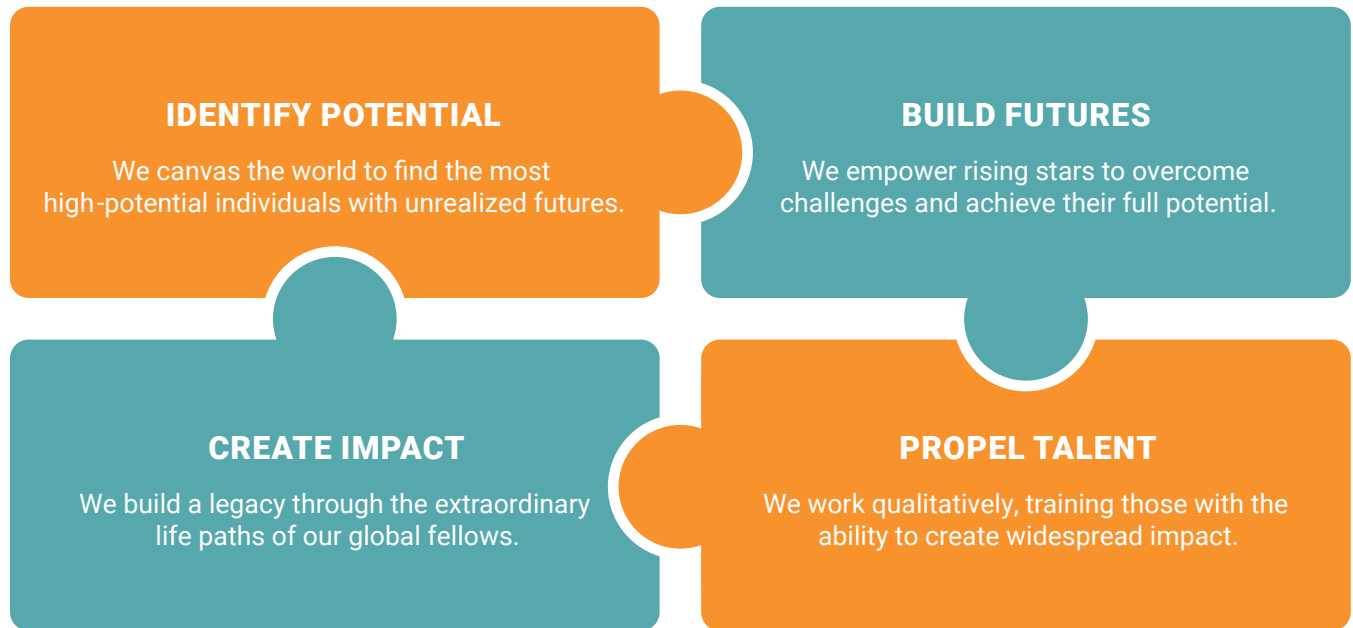 IDENTIFY POTENTIAL
We canvas the world to find the most
high-potential individuals with unrealized futures.
BUILD FUTURES
We empower rising stars to overcome
challenges and achieve their full potential.
CREATE IMPACT
We build a legacy through the extraordinary
life paths of our global fellows.
PROPEL TALENT
We work qualitatively, training those with the
ability to create widespread impact.